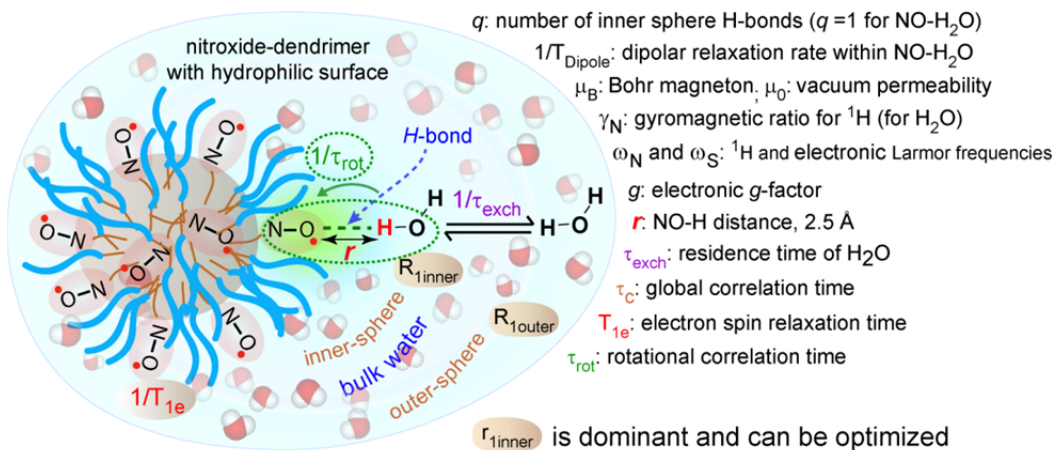 nitroxide-dendrimer
with hydrophilic surface
H-bond
1/τrot
1/τexch
N-O•
N-O•
N-O•
N-O•
N-O•
N-O•
N-O•
N-O•
N-O•
H-O
H
r
H-O
H
R1inner
R1outer
inner-sphere
bulk water
outer-sphere
1/T1e
q: number of inner sphere H-bonds (q =1 for NO-H2O)
1/TDipole: dipolar relaxation rate within NO-H2O
μB: Bohr magneton; μ0: vacuum permeability
γN: gyromagnetic ratio for 1H (for H2O)
ωN and ωS: 1H and electronic Larmor frequencies
g: electronic g-factor
r: NO-H distance, 2.5 Å
τexch: residence time of H2O
τC: global correlation time
T1e: electron spin relaxation time
τrot: rotational correlation time
r1inner is dominant and can be optimized